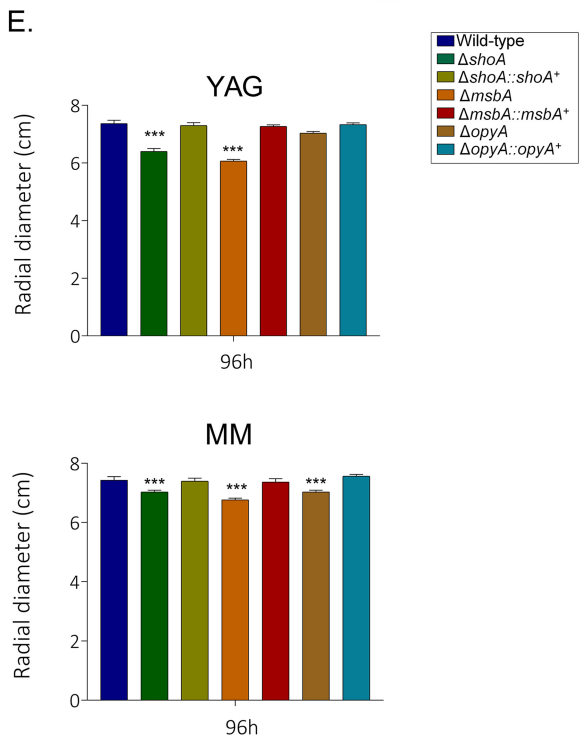 E.
Wild-type
ΔshoA
ΔshoA::shoA⁺
ΔmsbA
ΔmsbA::msbA⁺
ΔopyA
ΔopyA::opyA⁺
YAG
Radial diameter (cm)
8
6
4
2
0
***
***
96h
MM
Radial diameter (cm)
8
6
4
2
0
***
***
***
96h